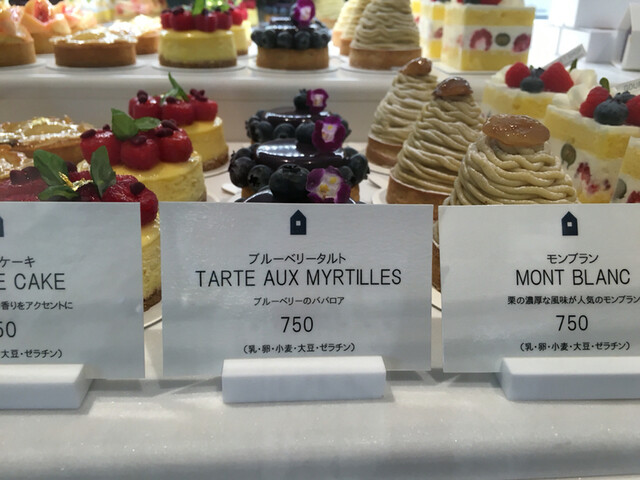 ケーキ
E CAKE
香りをアクセントに
50
大豆・ゼラチン）
ブルーベリータルト
TARTE AUX MYRTILLES
ブルーベリーのババロア
750
（乳・卵・小麦・大豆・ゼラチン）
モンブラン
MONT BLANC
栗の濃厚な風味が人気のモンブラン
750
（乳・卵・小麦・大豆・ゼラチン）